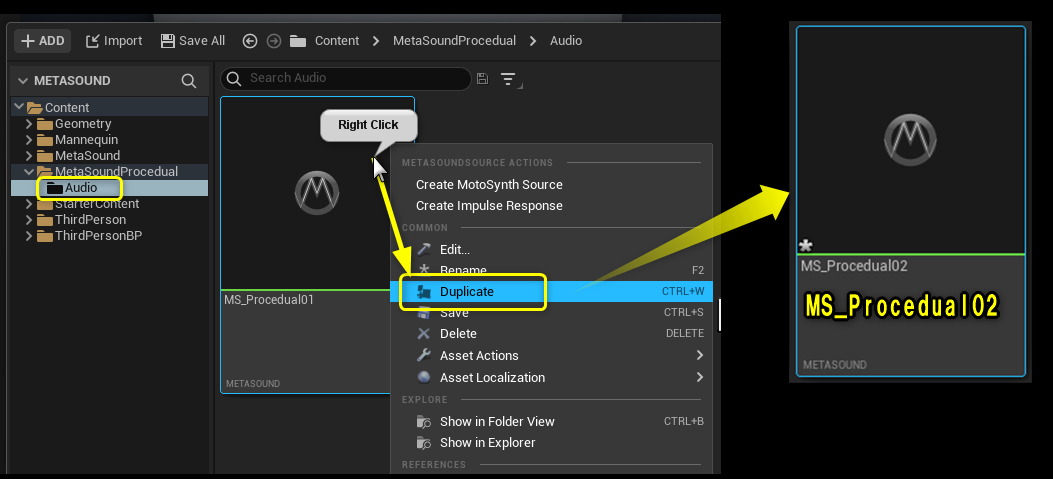 ADD
Import
Save All
Content
MetaSoundProcedual
Audio
METASOUND
Search Audio
Content
Geometry
Mannequin
MetaSound
MetaSoundProcedual
Audio
StarterContent
ThirdPerson
ThirdPersonBP
Right Click
MS_Procedual01
METASOUND
METASOUNDSOURCE ACTIONS
Create MotoSynth Source
Create Impulse Response
COMMON
Edit...
Rename F2
Duplicate CTRL+W
Save CTRL+S
Delete DELETE
Asset Actions
Asset Localization
EXPLORE
Show in Folder View CTRL+B
Show in Explorer
REFERENCES
MS_Procedual02
MS_Procedual02
METASOUND